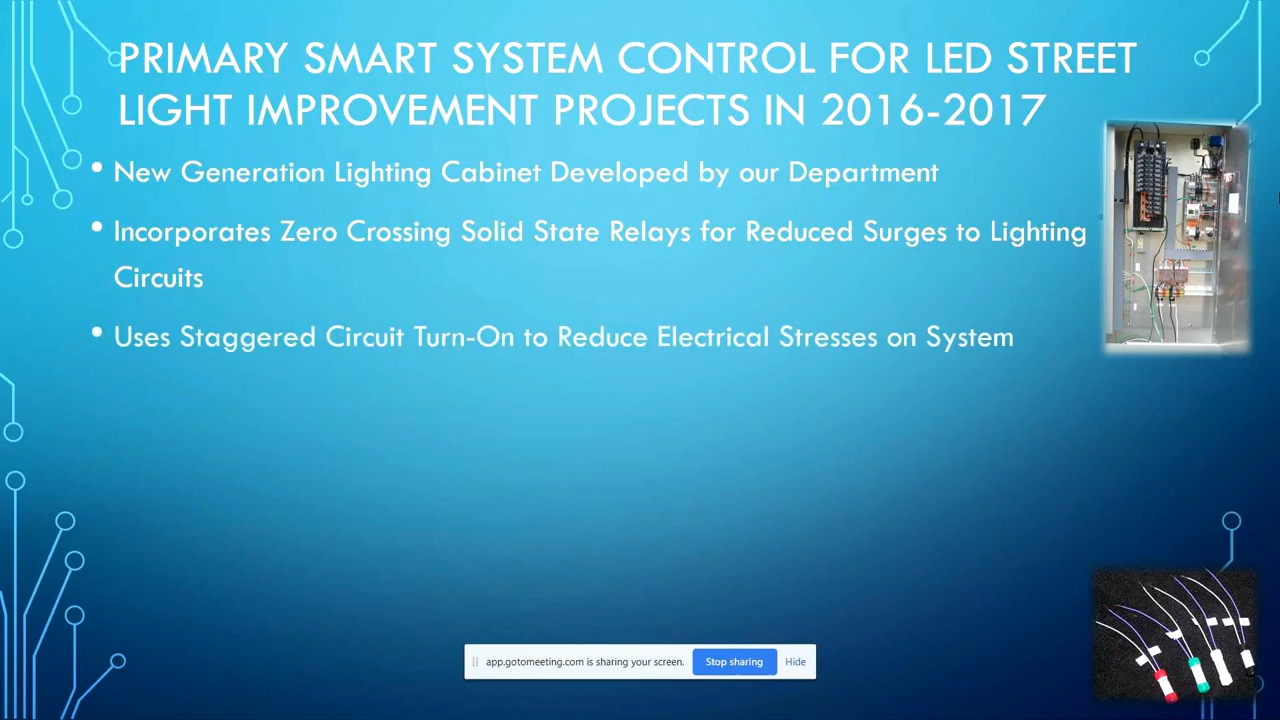 PRIMARY SMART SYSTEM CONTROL FOR LED STREET
LIGHT IMPROVEMENT PROJECTS IN 2016-2017
• New Generation Lighting Cabinet Developed by our Department
• Incorporates Zero Crossing Solid State Relays for Reduced Surges to Lighting
Circuits
• Uses Staggered Circuit Turn-On to Reduce Electrical Stresses on System
app.gotomeeting.com is sharing your screen. Stop sharing Hide